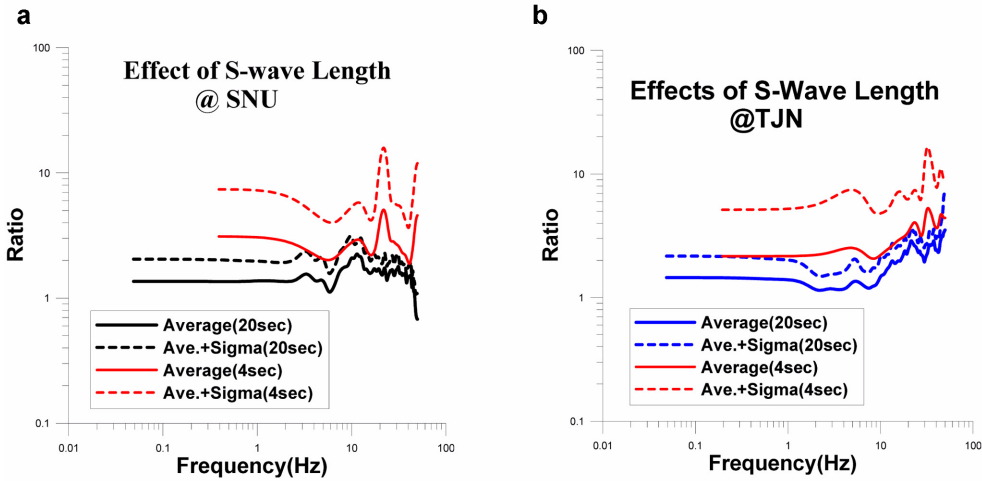 a
Effect of S-wave Length
@ SNU
100
10
1
0.1
Ratio
Average(20sec)
Ave.+Sigma(20sec)
Average(4sec)
Ave.+Sigma(4sec)
0.01 0.1 1 10 100
Frequency(Hz)
b
Effects of S-Wave Length
@TJN
100
10
1
0.1
Ratio
Average(20sec)
Ave.+Sigma(20sec)
Average(4sec)
Ave.+Sigma(4sec)
0.01 0.1 1 10 100
Frequency(Hz)